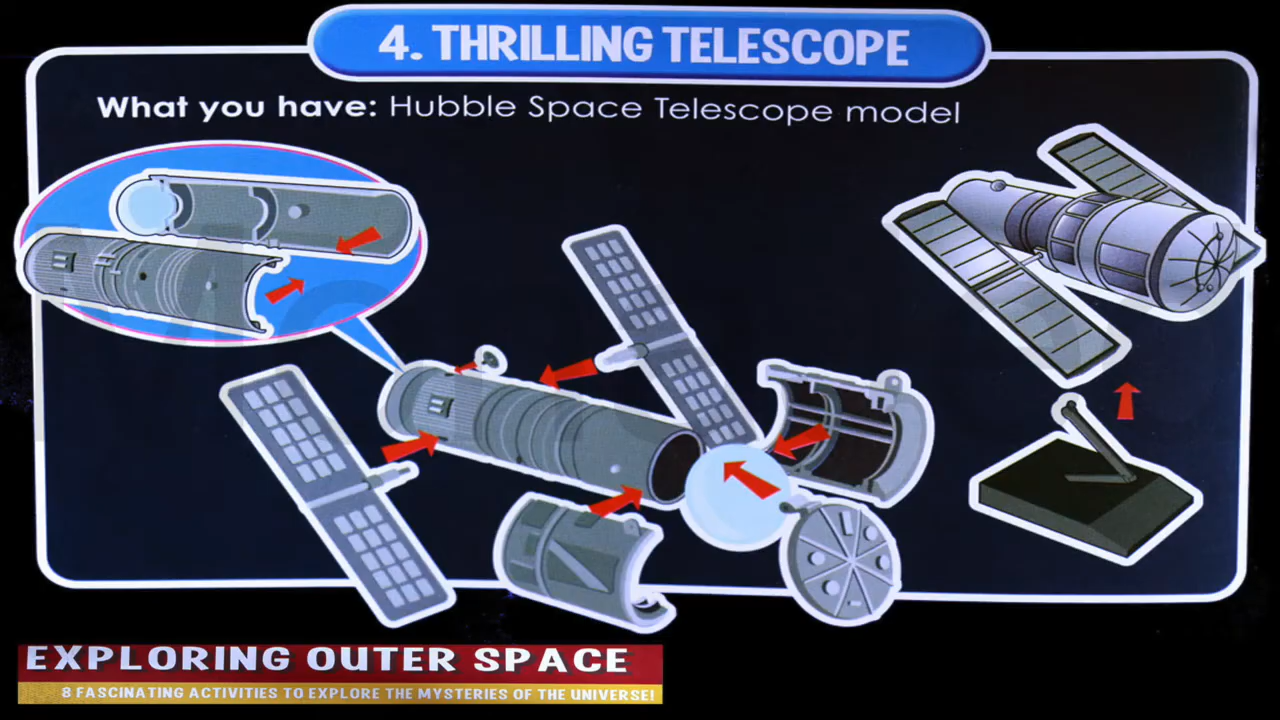 4. THRILLING TELESCOPE
What you have: Hubble Space Telescope model
EXPLORING OUTER SPACE
8 FASCINATING ACTIVITIES TO EXPLORE THE MYSTERIES OF THE UNIVERSE!